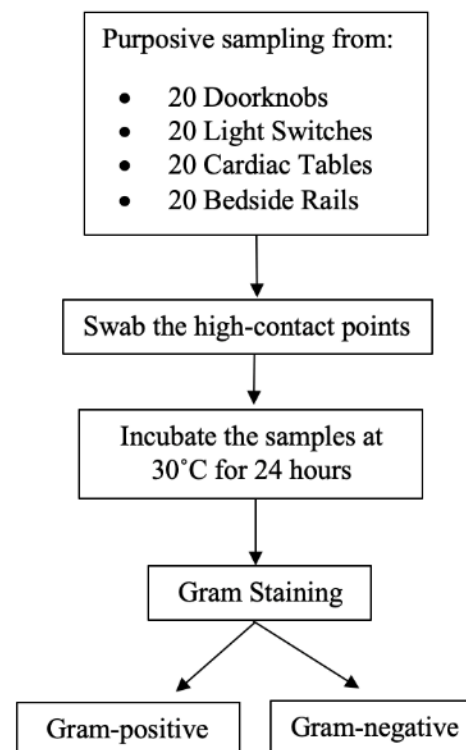 Purposive sampling from:
• 20 Doorknobs
• 20 Light Switches
• 20 Cardiac Tables
• 20 Bedside Rails
Swab the high-contact points
Incubate the samples at
30˚C for 24 hours
Gram Staining
Gram-positive
Gram-negative